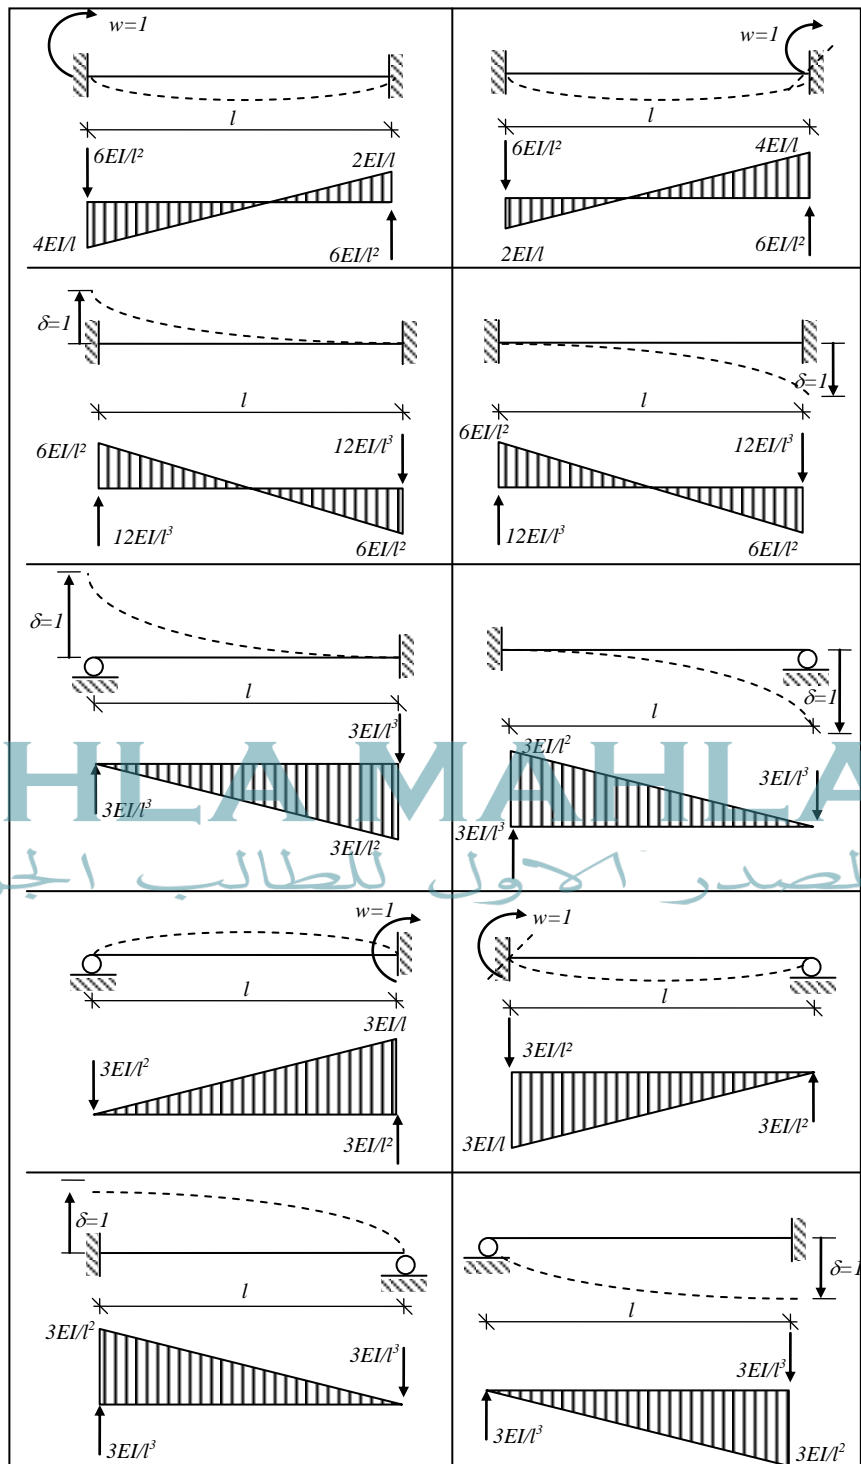 w=1
l
6EI/l²
2EI/l
4EI/l
6EI/l²
w=1
l
6EI/l²
4EI/l
2EI/l
6EI/l²
δ=1
l
6EI/l²
12EI/l³
12EI/l³
6EI/l²
δ=1
l
6EI/l²
12EI/l³
12EI/l³
6EI/l²
δ=1
l
3EI/l³
3EI/l³
3EI/l²
δ=1
l
3EI/l²
3EI/l³
3EI/l³
HLA MAHLA
للطالب
w=1
l
3EI/l
3EI/l²
3EI/l²
w=1
l
3EI/l²
3EI/l
3EI/l²
δ=1
l
3EI/l²
3EI/l³
3EI/l³
δ=1
l
3EI/l³
3EI/l³
3EI/l²